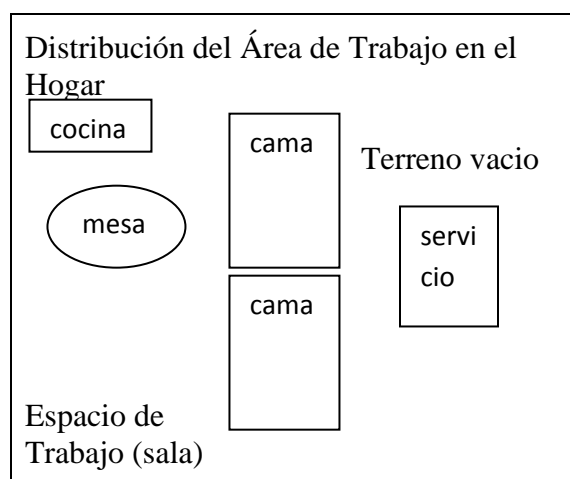 Distribución del Área de Trabajo en el
Hogar
cocina
cama
Terreno vacio
mesa
servi
cio
cama
Espacio de
Trabajo (sala)